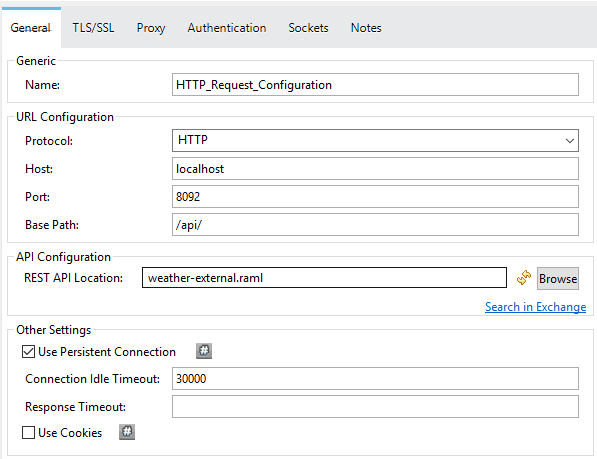 General TLS/SSL Proxy Authentication Sockets Notes
Generic
Name: HTTP_Request_Configuration
URL Configuration
Protocol: HTTP
Host: localhost
Port: 8092
Base Path: /api/
API Configuration
REST API Location: weather-external.raml Browse
Search in Exchange
Other Settings
Use Persistent Connection #
Connection Idle Timeout: 30000
Response Timeout:
Use Cookies #